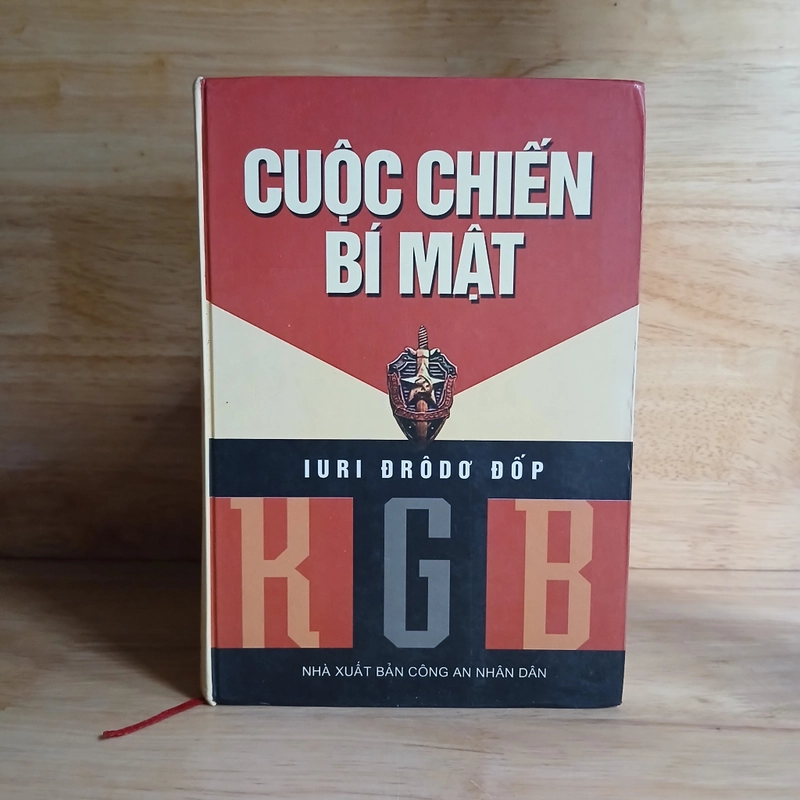 CUỘC CHIẾN
BÍ MẬT
IURI ĐRÔDƠ ĐỐP
KGB
NHÀ XUẤT BẢN CÔNG AN NHÂN DÂN